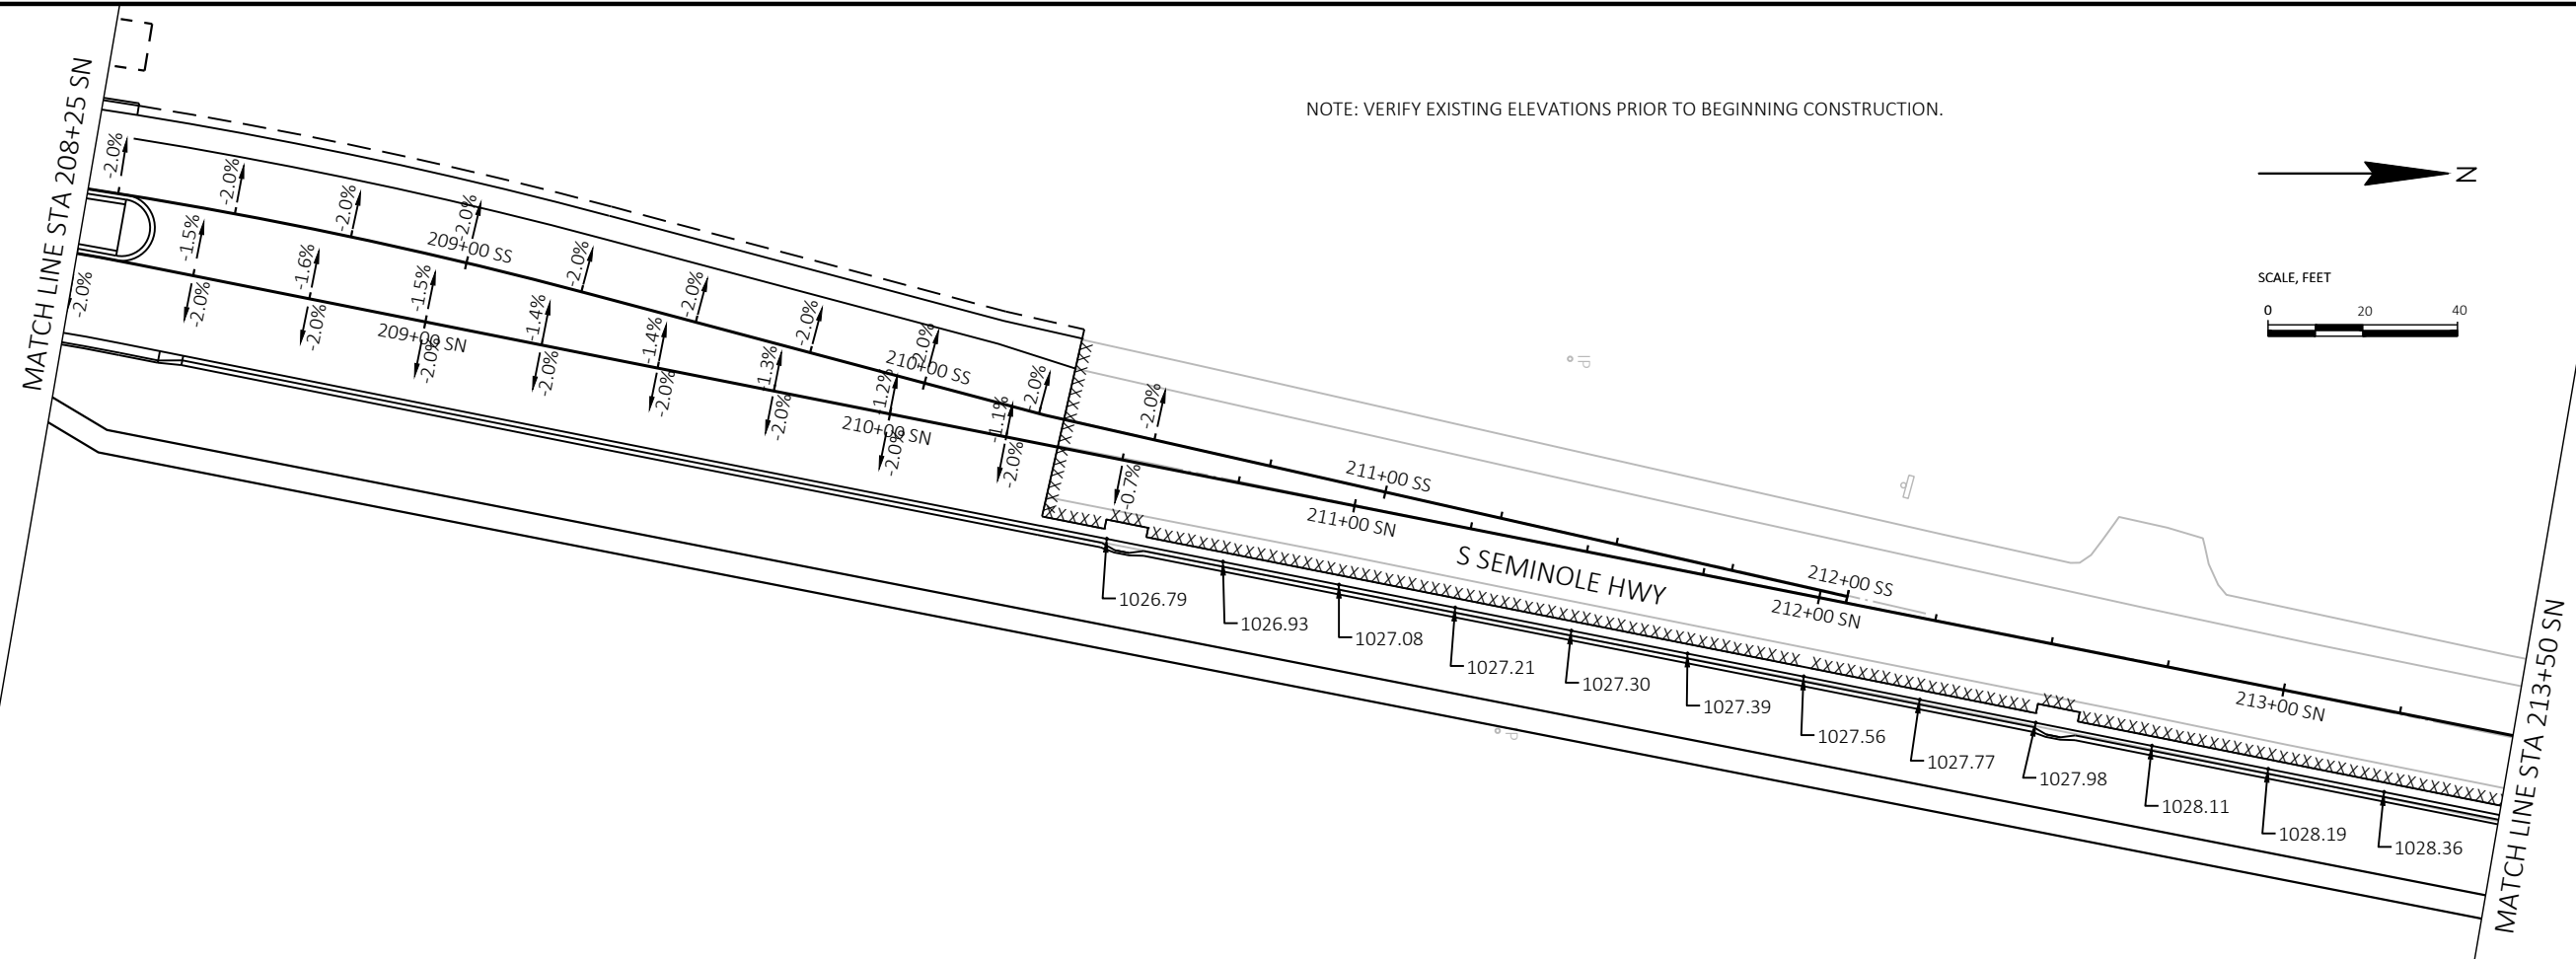 NOTE: VERIFY EXISTING ELEVATIONS PRIOR TO BEGINNING CONSTRUCTION.
N
SCALE, FEET
0 20 40
MATCH LINE STA 208+25 SN
-2.0%
-2.0%
-2.0%
-2.0%
-2.0%
-2.0%
-2.0%
-2.0%
-2.0%
-2.0%
209+00 SS
210+00 SS
211+00 SS
212+00 SS
-1.5%
-1.6%
-1.5%
-1.4%
-1.4%
-1.3%
-1.2%
-1.1%
209+00 SN
210+00 SN
211+00 SN
212+00 SN
213+00 SN
-2.0%
-2.0%
-2.0%
-2.0%
-2.0%
-2.0%
-2.0%
-2.0%
-2.0%
-0.7%
S SEMINOLE HWY
1026.79
1026.93
1027.08
1027.21
1027.30
1027.39
1027.56
1027.77
1027.98
1028.11
1028.19
1028.36
MATCH LINE STA 213+50 SN